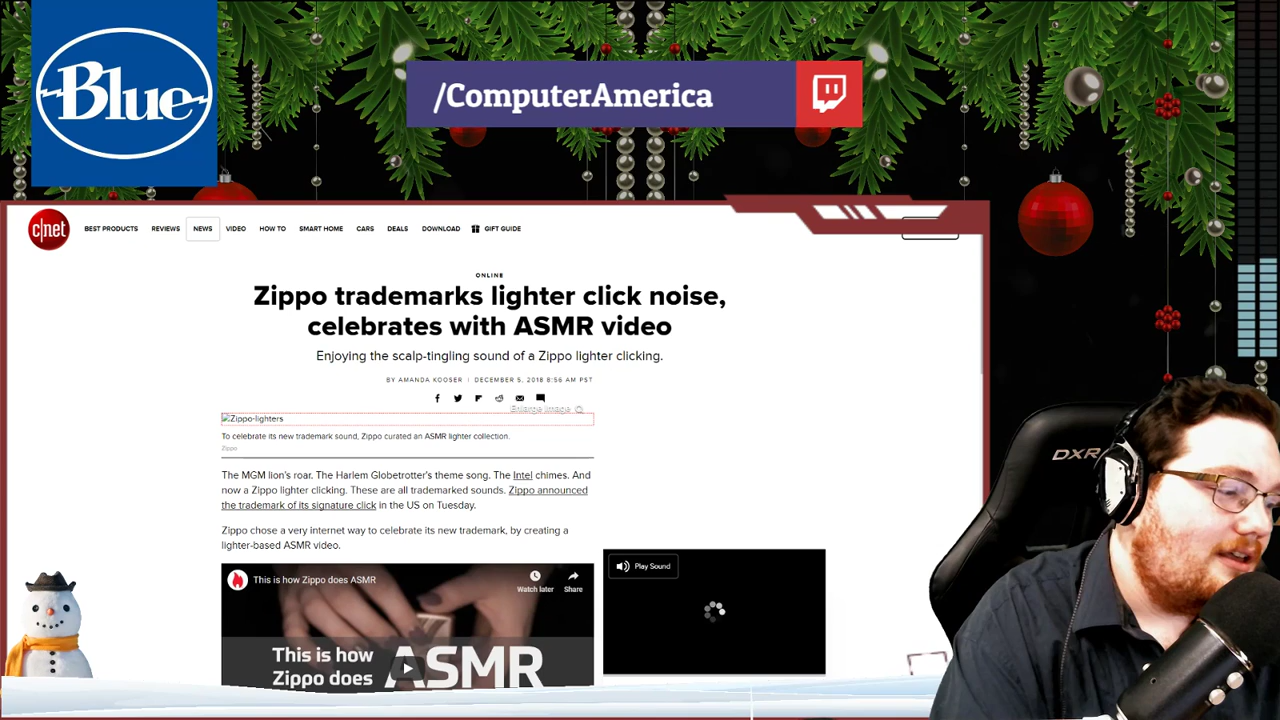 Blue
/ComputerAmerica
c|net
BEST PRODUCTS REVIEWS NEWS VIDEO HOW TO SMART HOME CARS DEALS DOWNLOAD GIFT GUIDE
ONLINE
Zippo trademarks lighter click noise,
celebrates with ASMR video
Enjoying the scalp-tingling sound of a Zippo lighter clicking.
BY AMANDA KOOSER | DECEMBER 5, 2018 8:56 AM PST
Enlarge Image
Zippo-lighters
To celebrate its new trademark sound, Zippo curated an ASMR lighter collection.
Zippo
The MGM lion's roar. The Harlem Globetrotter's theme song. The Intel chimes. And
now a Zippo lighter clicking. These are all trademarked sounds. Zippo announced
the trademark of its signature click in the US on Tuesday.
Zippo chose a very internet way to celebrate its new trademark, by creating a
lighter-based ASMR video.
This is how Zippo does ASMR
Watch later
Share
This is how
Zippo does
ASMR
Play Sound
DXR